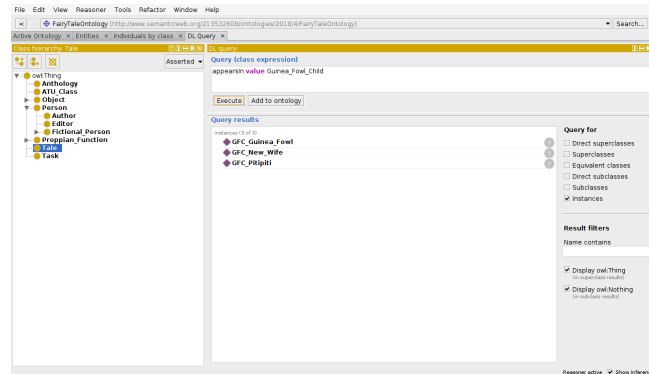 File Edit View Reasoner Tools Refactor Window Help
< FairyTaleOntology (http://www.semanticweb.org/213532608/ontologies/2018/4/FairyTaleOntology) Search...
Active Ontology × Entities × Individuals by class × DL Query ×
Class hierarchy: Tale
Asserted
owl:Thing
Anthology
ATU_Class
Object
Person
Author
Editor
Fictional_Person
Proppian_Function
Tale
Task
DL query:
Query (class expression)
appearsIn value Guinea_Fowl_Child
Execute Add to ontology
Query results
Instances (3 of 3)
GFC_Guinea_Fowl
GFC_New_Wife
GFC_Pitipiti
Query for
Direct superclasses
Superclasses
Equivalent classes
Direct subclasses
Subclasses
Instances
Result filters
Name contains
Display owl:Thing
(in superclass results)
Display owl:Nothing
(in subclass results)
Reasoner active Show Inferen